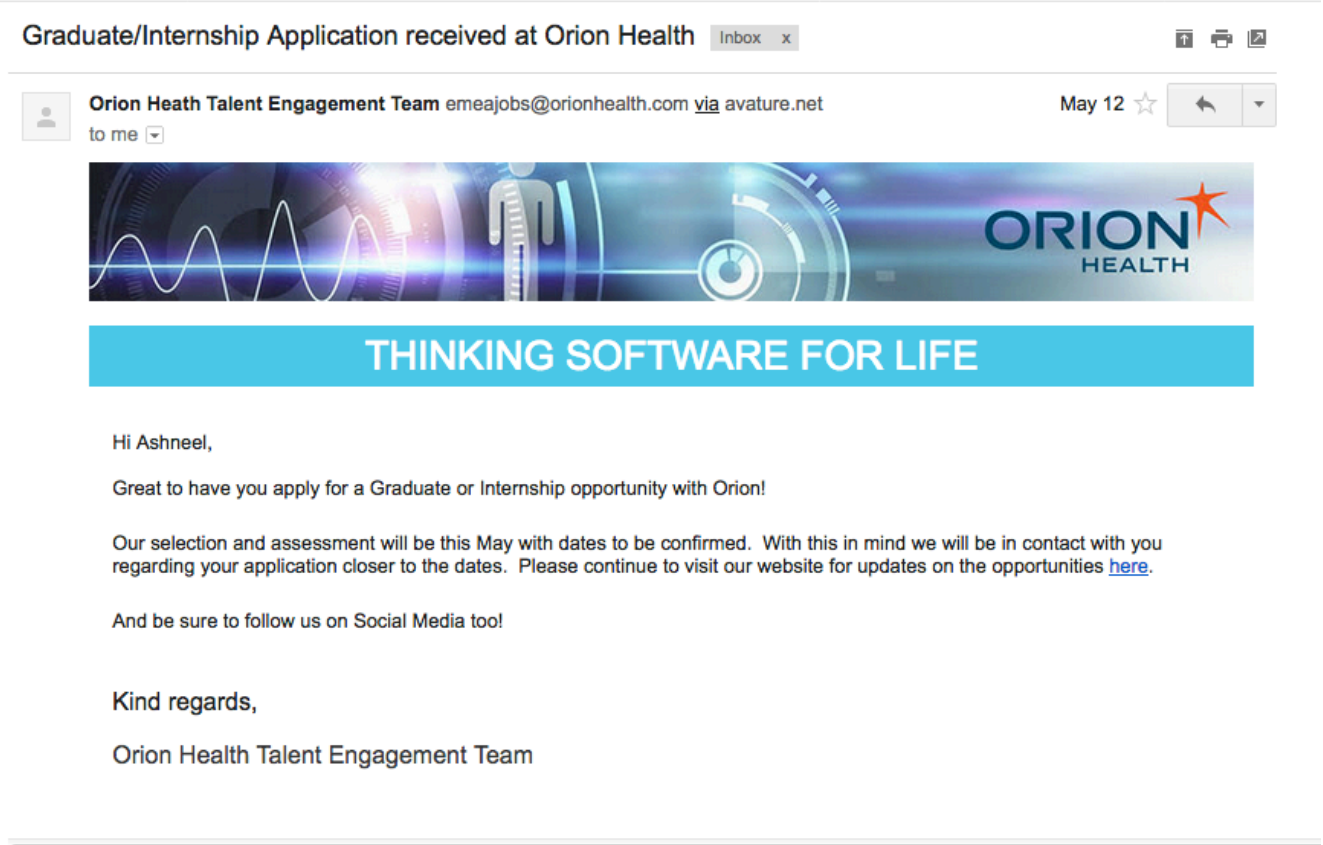 Graduate/Internship Application received at Orion Health Inbox x
Orion Heath Talent Engagement Team emeajobs@orionhealth.com via avature.net May 12
to me
ORION
HEALTH
THINKING SOFTWARE FOR LIFE
Hi Ashneel,
Great to have you apply for a Graduate or Internship opportunity with Orion!
Our selection and assessment will be this May with dates to be confirmed.  With this in mind we will be in contact with you
regarding your application closer to the dates.  Please continue to visit our website for updates on the opportunities here.
And be sure to follow us on Social Media too!
Kind regards,
Orion Health Talent Engagement Team